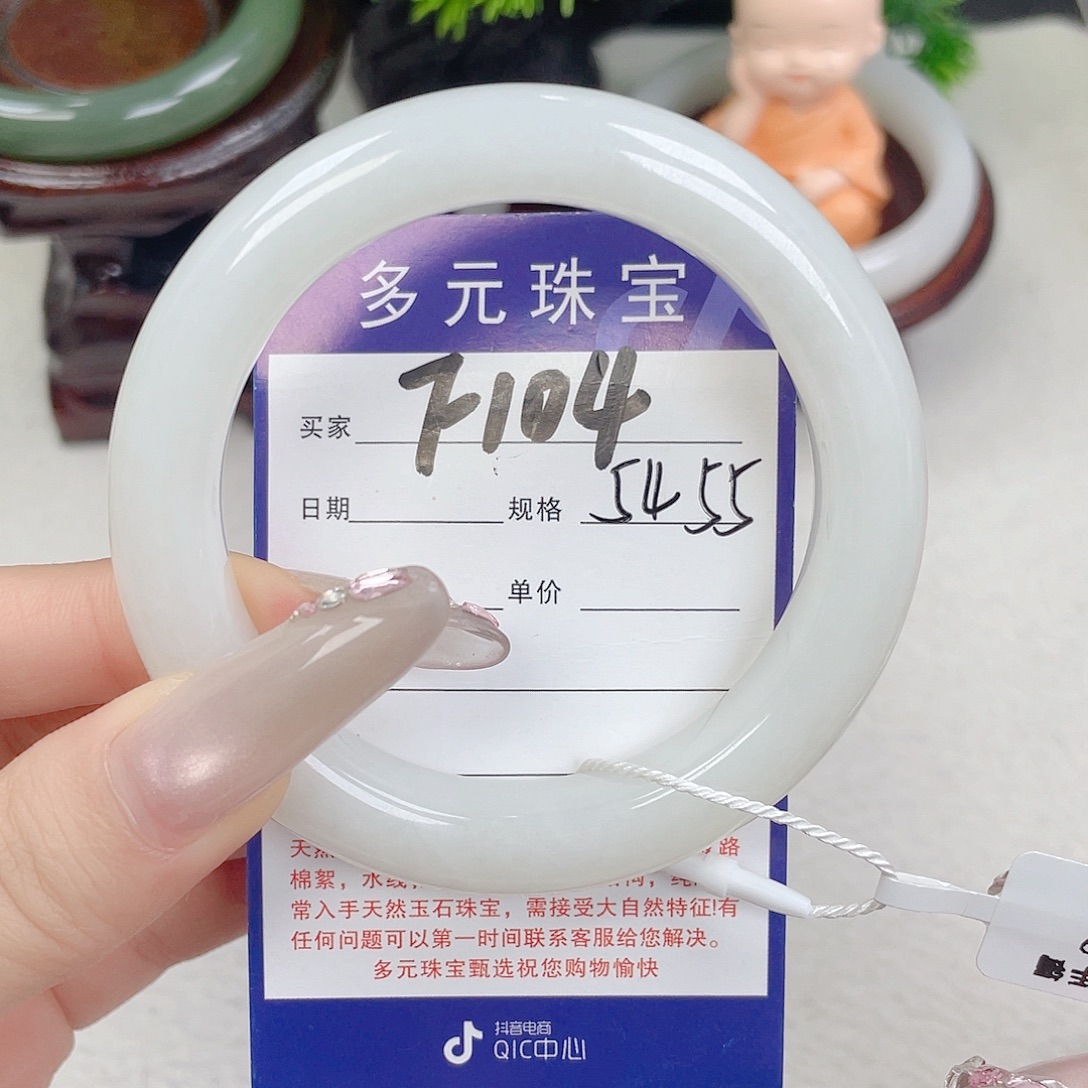 多元珠宝
买家 F104
日期 规格 54 55
单价
天然 路
棉絮，水线，
常入手天然玉石珠宝，需接受大自然特征!有
任何问题可以第一时间联系客服给您解决。
多元珠宝甄选祝您购物愉快
抖音电商
QIC中心